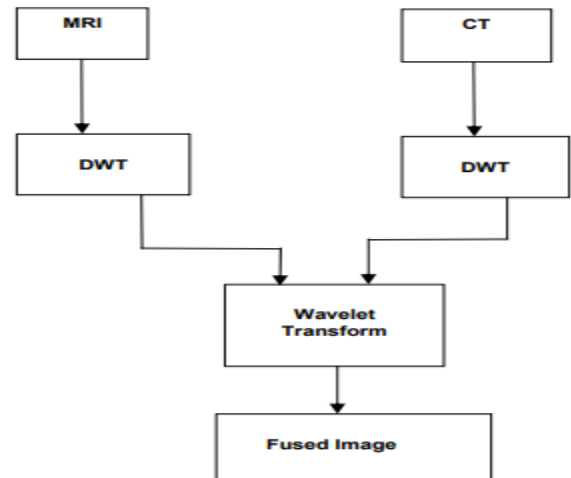 MRI
CT
DWT
DWT
Wavelet
Transform
Fused Image